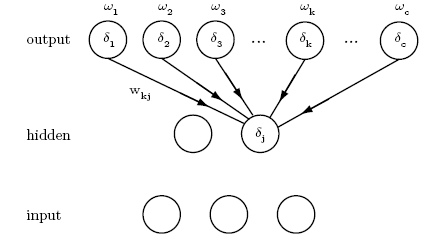 ω1 ω2 ω3 ωk ωc
output δ1 δ2 δ3 ... δk ... δc
wkj
hidden δj
input